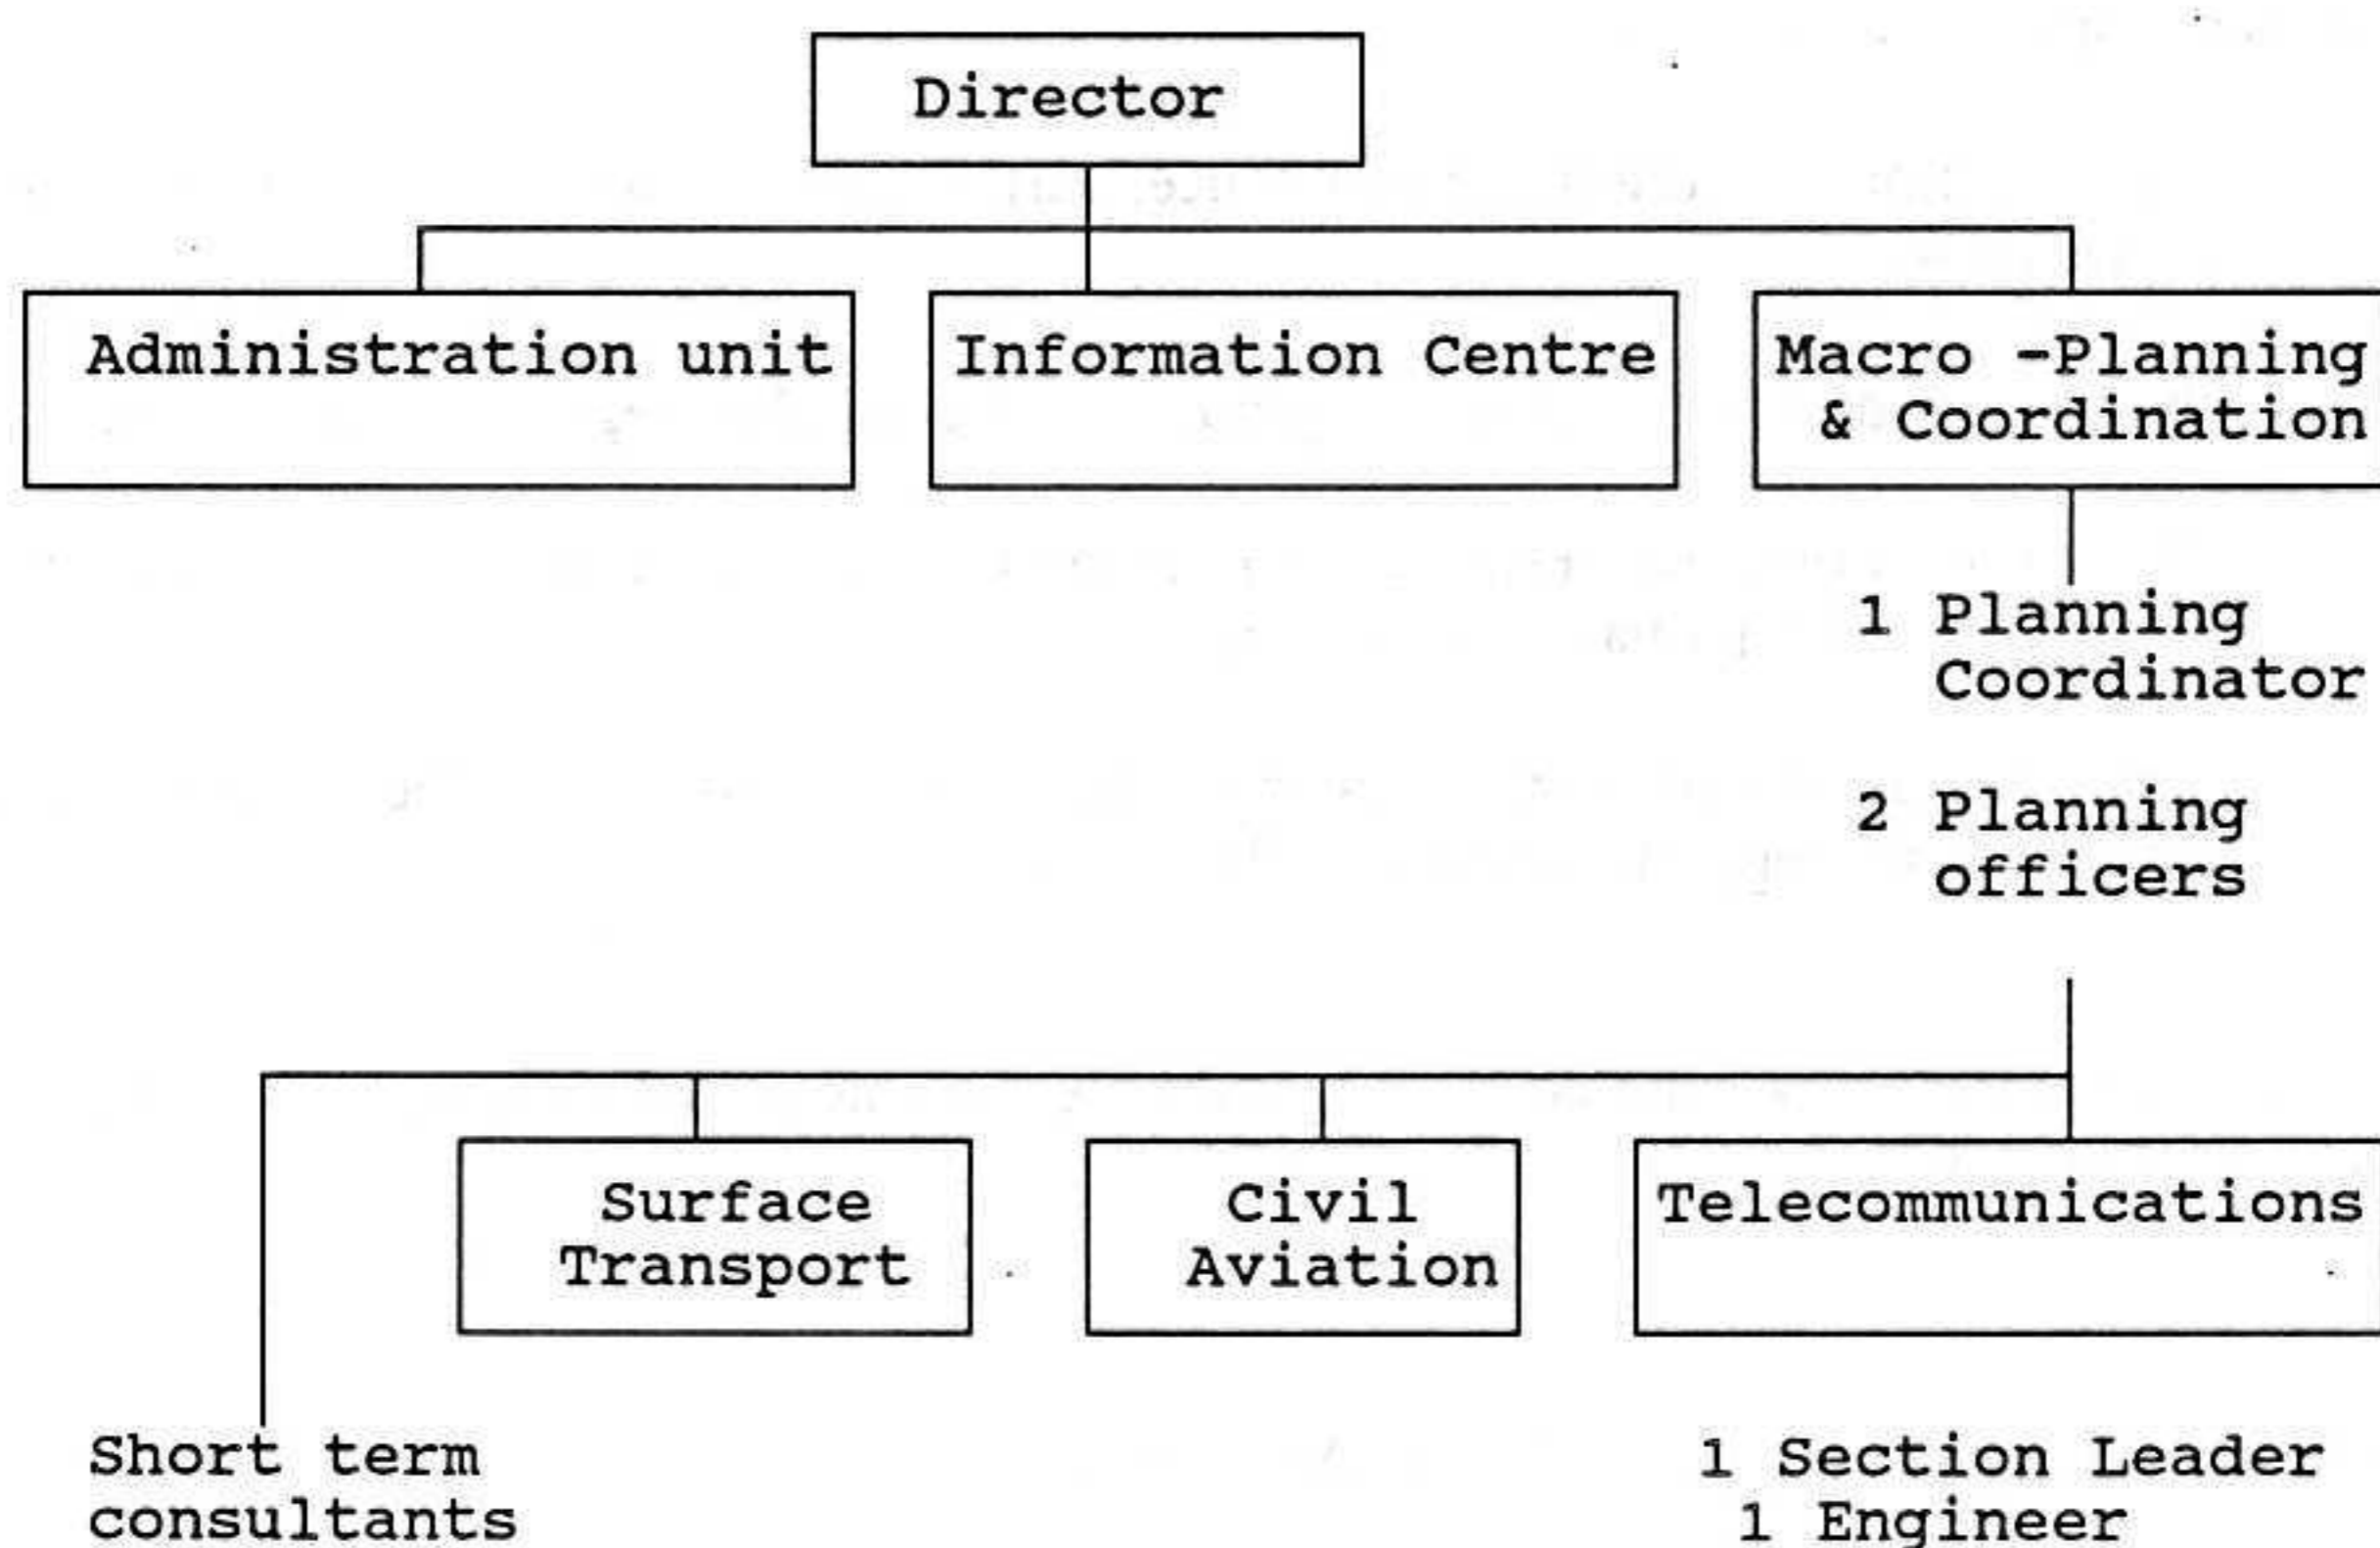 Director
Administration unit
Information Centre
Macro -Planning
& Coordination
1 Planning
Coordinator
2 Planning
officers
Surface
Transport
Civil
Aviation
Telecommunications
Short term
consultants
1 Section Leader
1 Engineer